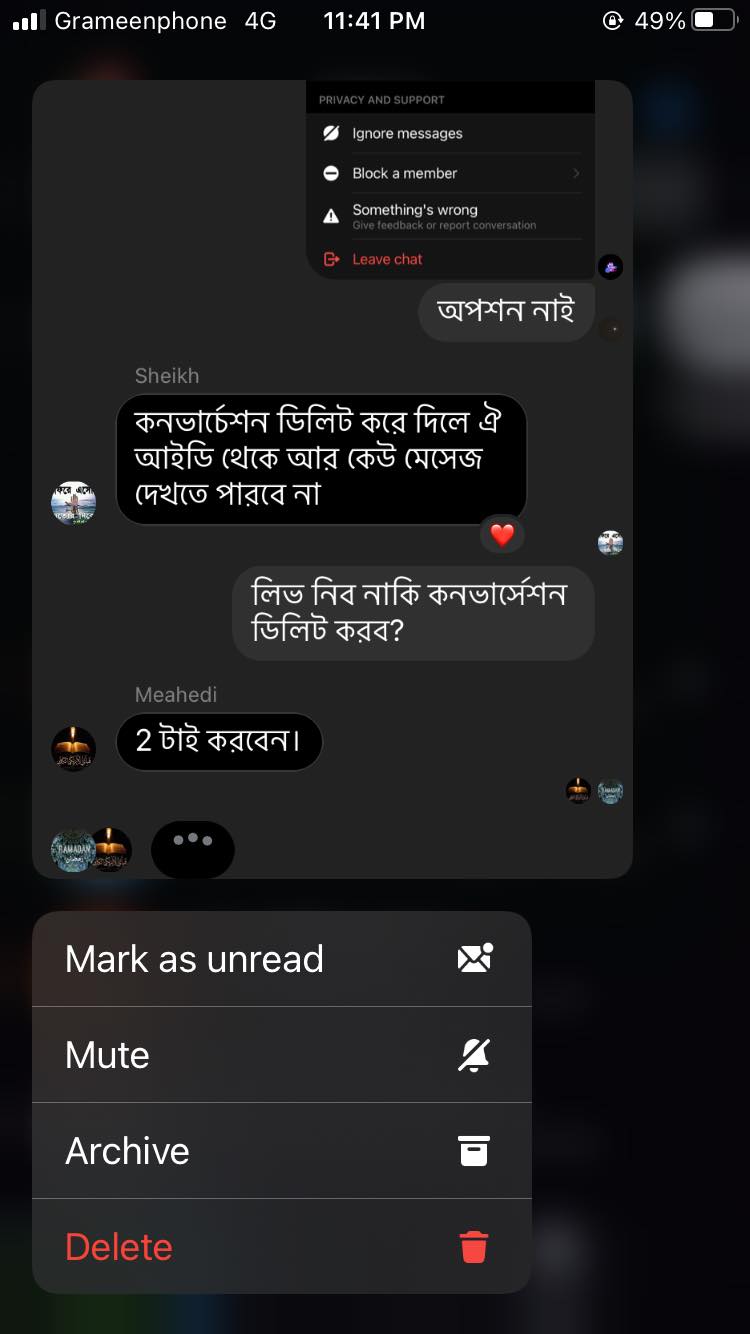 Grameenphone 4G 11:41 PM 49%
PRIVACY AND SUPPORT
Ignore messages
Block a member
Something's wrong
Give feedback or report conversation
Leave chat
অপশন নাই
Sheikh
কনভার্চেশন ডিলিট করে দিলে ঐ
আইডি থেকে আর কেউ মেসেজ
দেখতে পারবে না
লিভ নিব নাকি কনভার্সেশন
ডিলিট করব?
Meahedi
2 টাই করবেন।
RAMADAN
Mark as unread
Mute
Archive
Delete